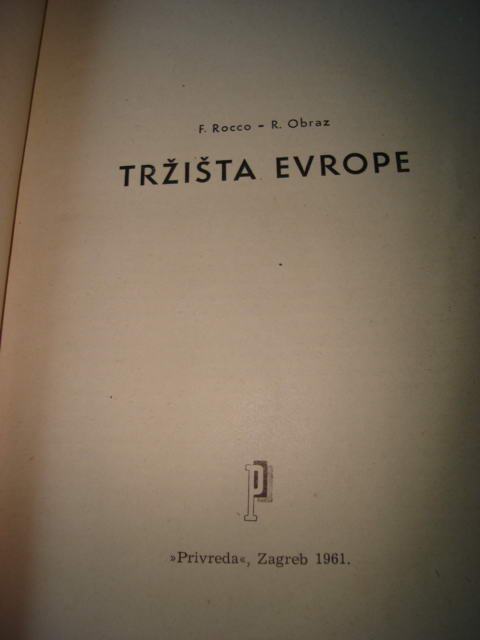 F. Rocco - R. Obraz
TRŽIŠTA EVROPE
P
»Privreda«, Zagreb 1961.